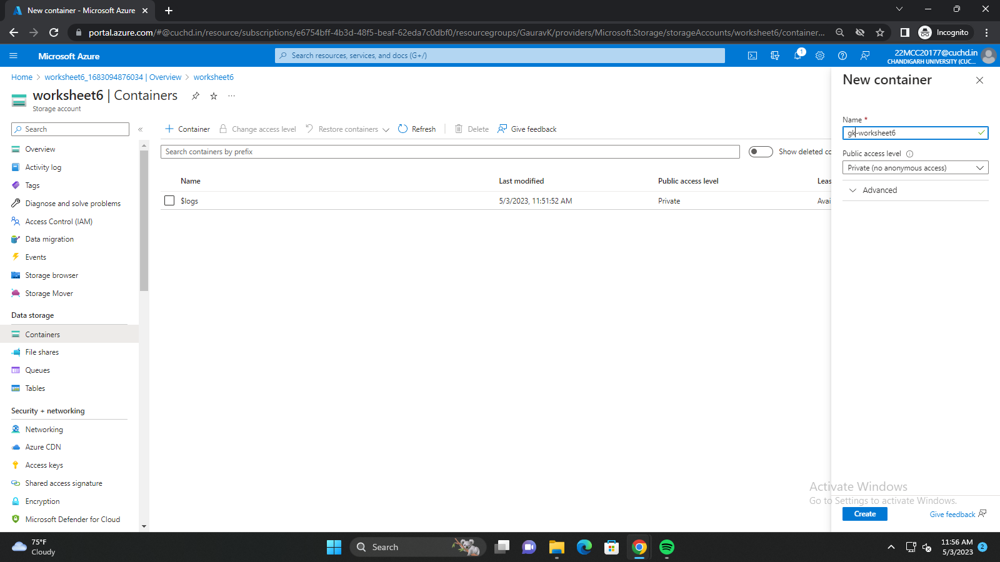 New container - Microsoft Azure
portal.azure.com/#@cuchd.in/resource/subscriptions/e6754bff-4b3d-48f5-beaf-62eda7c0dbf0/resourcegroups/GauravK/providers/Microsoft.Storage/storageAccounts/worksheet6/container...
Incognito
Microsoft Azure
Search resources, services, and docs (G+/)
1
22MCC20177@cuchd.in
CHANDIGARH UNIVERSITY (CUC...
Home > worksheet6_1683094876034 | Overview > worksheet6
worksheet6 | Containers
Storage account
New container
Search
Container
Change access level
Restore containers
Refresh
Delete
Give feedback
Search containers by prefix
Show deleted co
Name
Last modified
Public access level
Leas
$logs
5/3/2023, 11:51:52 AM
Private
Avai
Overview
Activity log
Tags
Diagnose and solve problems
Access Control (IAM)
Data migration
Events
Storage browser
Storage Mover
Data storage
Containers
File shares
Queues
Tables
Security + networking
Networking
Azure CDN
Access keys
Shared access signature
Encryption
Microsoft Defender for Cloud
Name *
gk-worksheet6
Public access level
Private (no anonymous access)
Advanced
Activate Windows
Go to Settings to activate Windows.
Create
Give feedback
75°F
Cloudy
Search
11:56 AM
5/3/2023
2